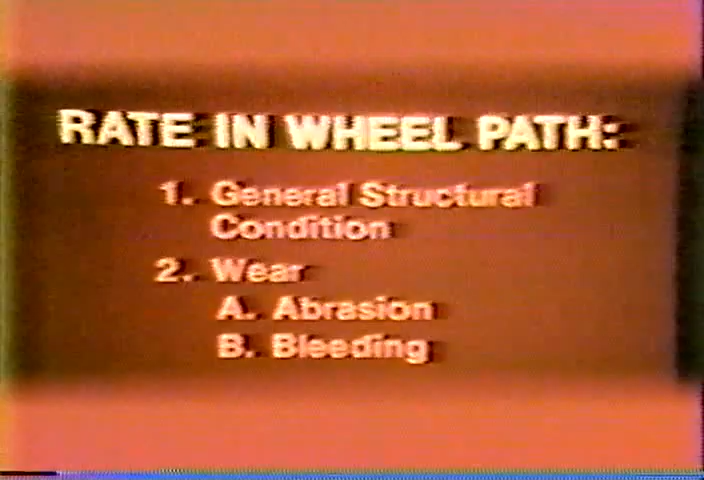 RATE IN WHEEL PATH:
1. General Structural
Condition
2. Wear
A. Abrasion
B. Bleeding